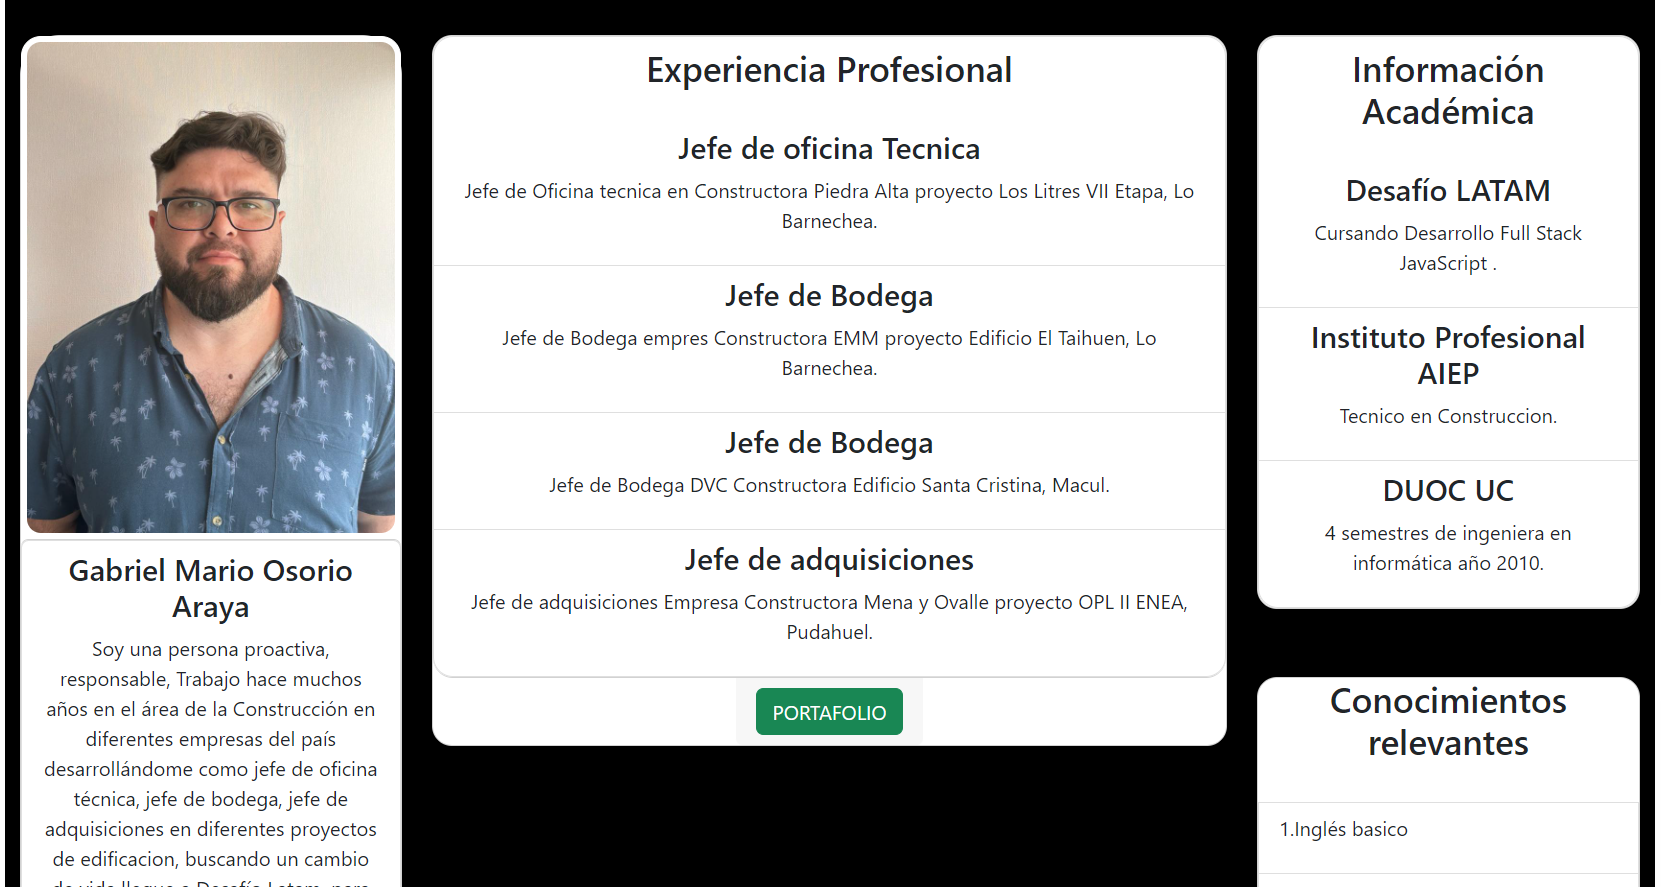 Gabriel Mario Osorio
Araya
Soy una persona proactiva,
responsable, Trabajo hace muchos
años en el área de la Construcción en
diferentes empresas del país
desarrollándome como jefe de oficina
técnica, jefe de bodega, jefe de
adquisiciones en diferentes proyectos
de edificacion, buscando un cambio
de vida llegue a Desafío Latam, para
Experiencia Profesional
Jefe de oficina Tecnica
Jefe de Oficina tecnica en Constructora Piedra Alta proyecto Los Litres VII Etapa, Lo
Barnechea.
Jefe de Bodega
Jefe de Bodega empres Constructora EMM proyecto Edificio El Taihuen, Lo
Barnechea.
Jefe de Bodega
Jefe de Bodega DVC Constructora Edificio Santa Cristina, Macul.
Jefe de adquisiciones
Jefe de adquisiciones Empresa Constructora Mena y Ovalle proyecto OPL II ENEA,
Pudahuel.
PORTAFOLIO
Información
Académica
Desafío LATAM
Cursando Desarrollo Full Stack
JavaScript .
Instituto Profesional
AIEP
Tecnico en Construccion.
DUOC UC
4 semestres de ingeniera en
informática año 2010.
Conocimientos
relevantes
1.Inglés basico